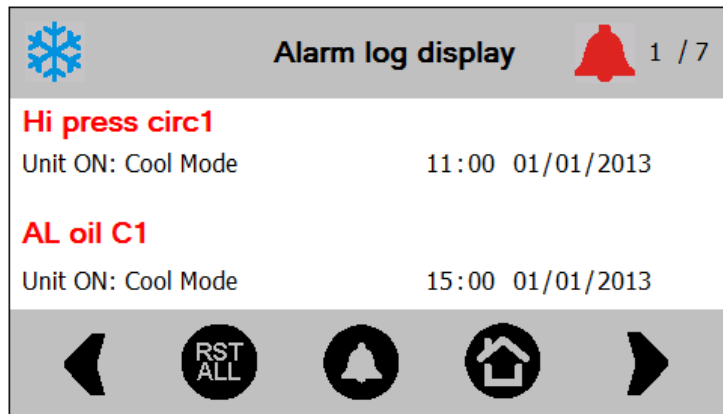 Alarm log display 1 / 7
Hi press circ1
Unit ON: Cool Mode 11:00 01/01/2013
AL oil C1
Unit ON: Cool Mode 15:00 01/01/2013
RST
ALL